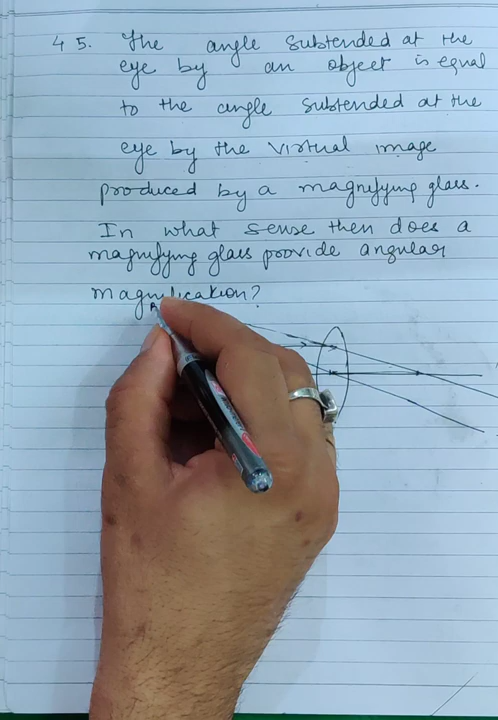 45. The angle subtended at the
eye by an object is equal
to the angle subtended at the
eye by the virtual image
produced by a magnifying glass.
In what sense then does a
magnifying glass provide angular
magnification?